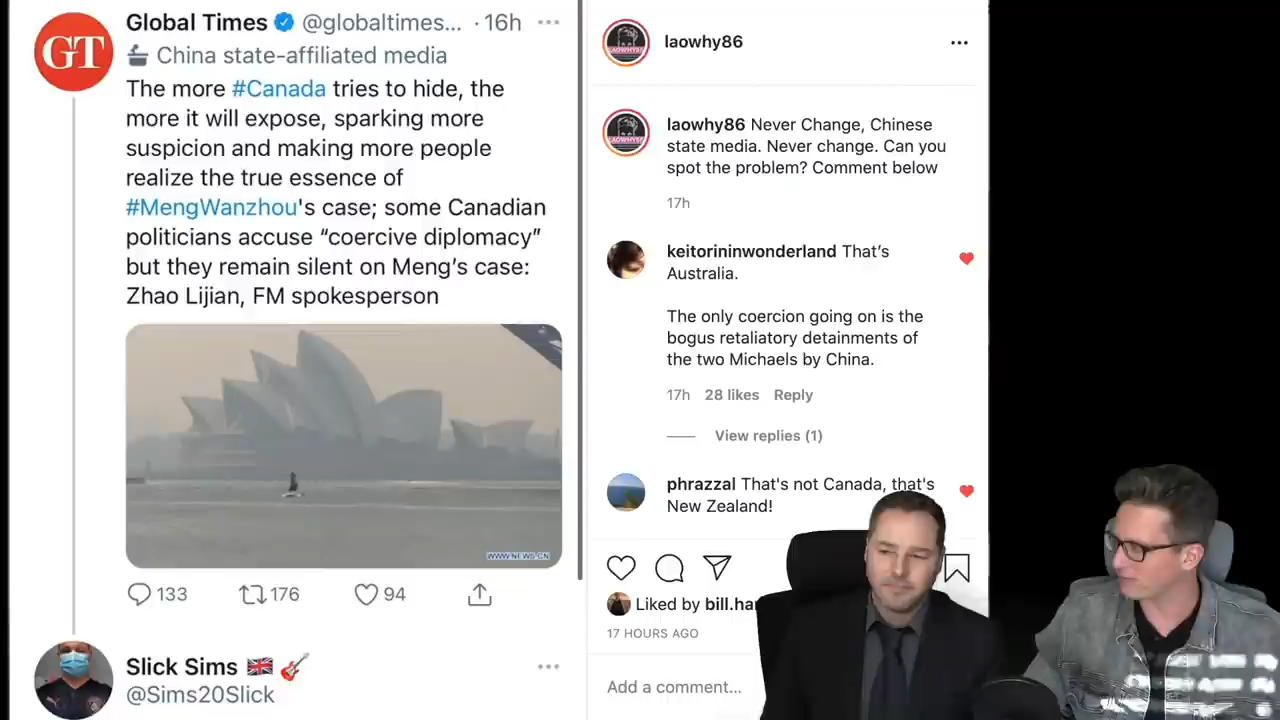 GT
Global Times @globaltimes... · 16h
China state-affiliated media
The more #Canada tries to hide, the
more it will expose, sparking more
suspicion and making more people
realize the true essence of
#MengWanzhou's case; some Canadian
politicians accuse “coercive diplomacy”
but they remain silent on Meng’s case:
Zhao Lijian, FM spokesperson
WWW.NEWS.CN
133 176 94
Slick Sims
@Sims20Slick
laowhy86
laowhy86 Never Change, Chinese
state media. Never change. Can you
spot the problem? Comment below
17h
keitorininwonderland That’s
Australia.
The only coercion going on is the
bogus retaliatory detainments of
the two Michaels by China.
17h 28 likes Reply
View replies (1)
phrazzal That's not Canada, that's
New Zealand!
Liked by bill.ha
17 HOURS AGO
Add a comment...